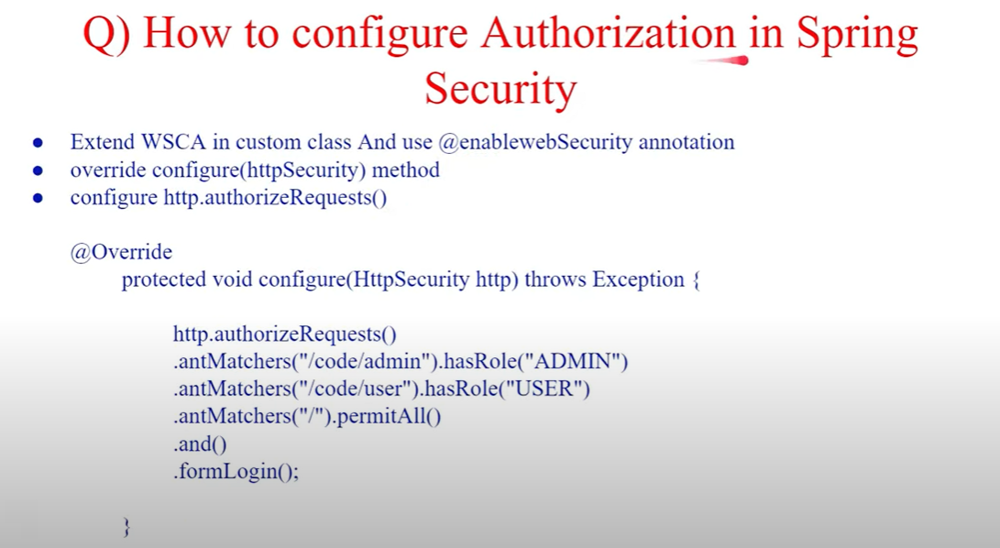 Q) How to configure Authorization in Spring
Security
● Extend WSCA in custom class And use @enablewebSecurity annotation
● override configure(httpSecurity) method
● configure http.authorizeRequests()
@Override
protected void configure(HttpSecurity http) throws Exception {
http.authorizeRequests()
.antMatchers("/code/admin").hasRole("ADMIN")
.antMatchers("/code/user").hasRole("USER")
.antMatchers("/").permitAll()
.and()
.formLogin();
}